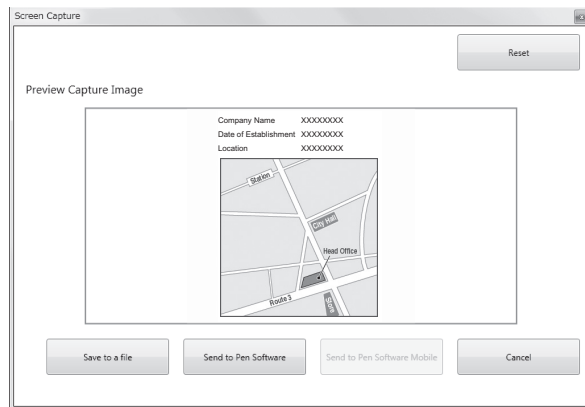 Screen Capture
Reset
Preview Capture Image
Company Name XXXXXXXX
Date of Establishment XXXXXXXX
Location XXXXXXXX
Station
City Hall
Head Office
Route 3
Save to a file
Send to Pen Software
Send to Pen Software Mobile
Cancel